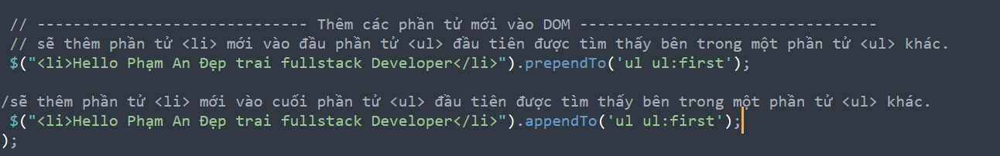 // ------------------------------ Thêm các phần tử mới vào DOM ---------------------------------
// sẽ thêm phần tử <li> mới vào đầu phần tử <ul> đầu tiên được tìm thấy bên trong một phần tử <ul> khác.
$("<li>Hello Phạm An Đẹp trai fullstack Developer</li>").prependTo('ul ul:first');
/sẽ thêm phần tử <li> mới vào cuối phần tử <ul> đầu tiên được tìm thấy bên trong một phần tử <ul> khác.
$("<li>Hello Phạm An Đẹp trai fullstack Developer</li>").appendTo('ul ul:first');
);